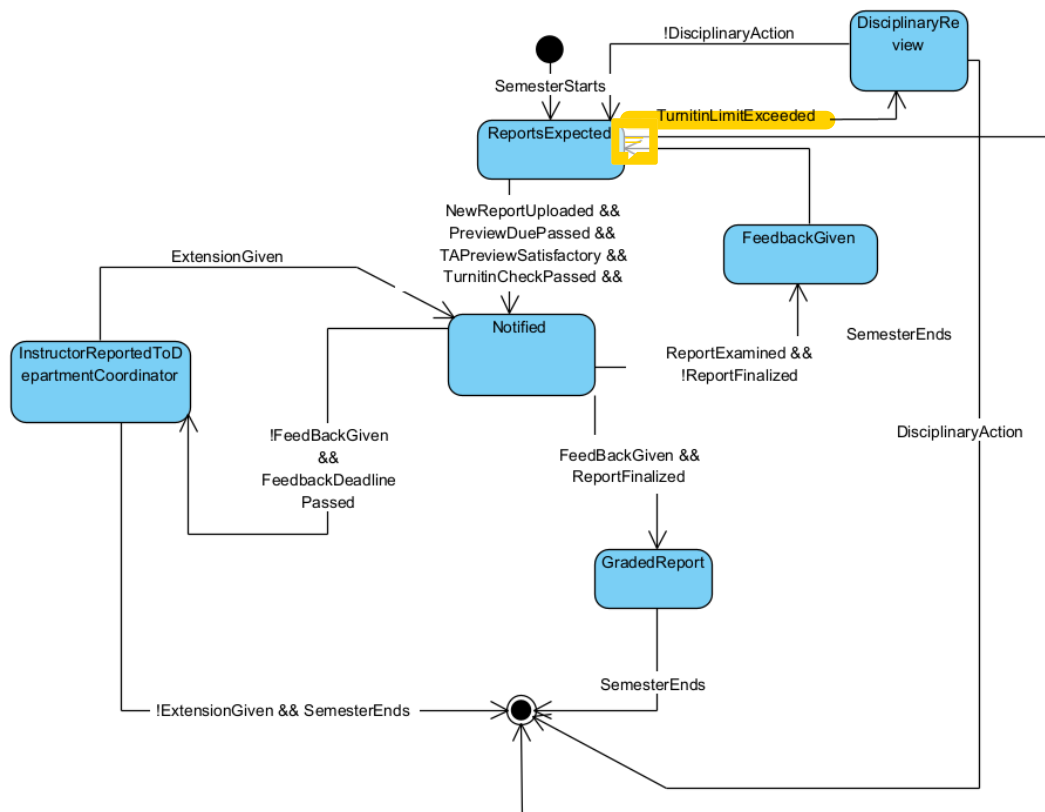 DisciplinaryRe
view
!DisciplinaryAction
SemesterStarts
TurnitinLimitExceeded
ReportsExpected
NewReportUploaded &&
PreviewDuePassed &&
TAPreviewSatisfactory &&
TurnitinCheckPassed &&
FeedbackGiven
ExtensionGiven
Notified
SemesterEnds
InstructorReportedToD
epartmentCoordinator
ReportExamined &&
!ReportFinalized
!FeedBackGiven
&&
FeedbackDeadline
Passed
DisciplinaryAction
FeedBackGiven &&
ReportFinalized
GradedReport
SemesterEnds
!ExtensionGiven && SemesterEnds